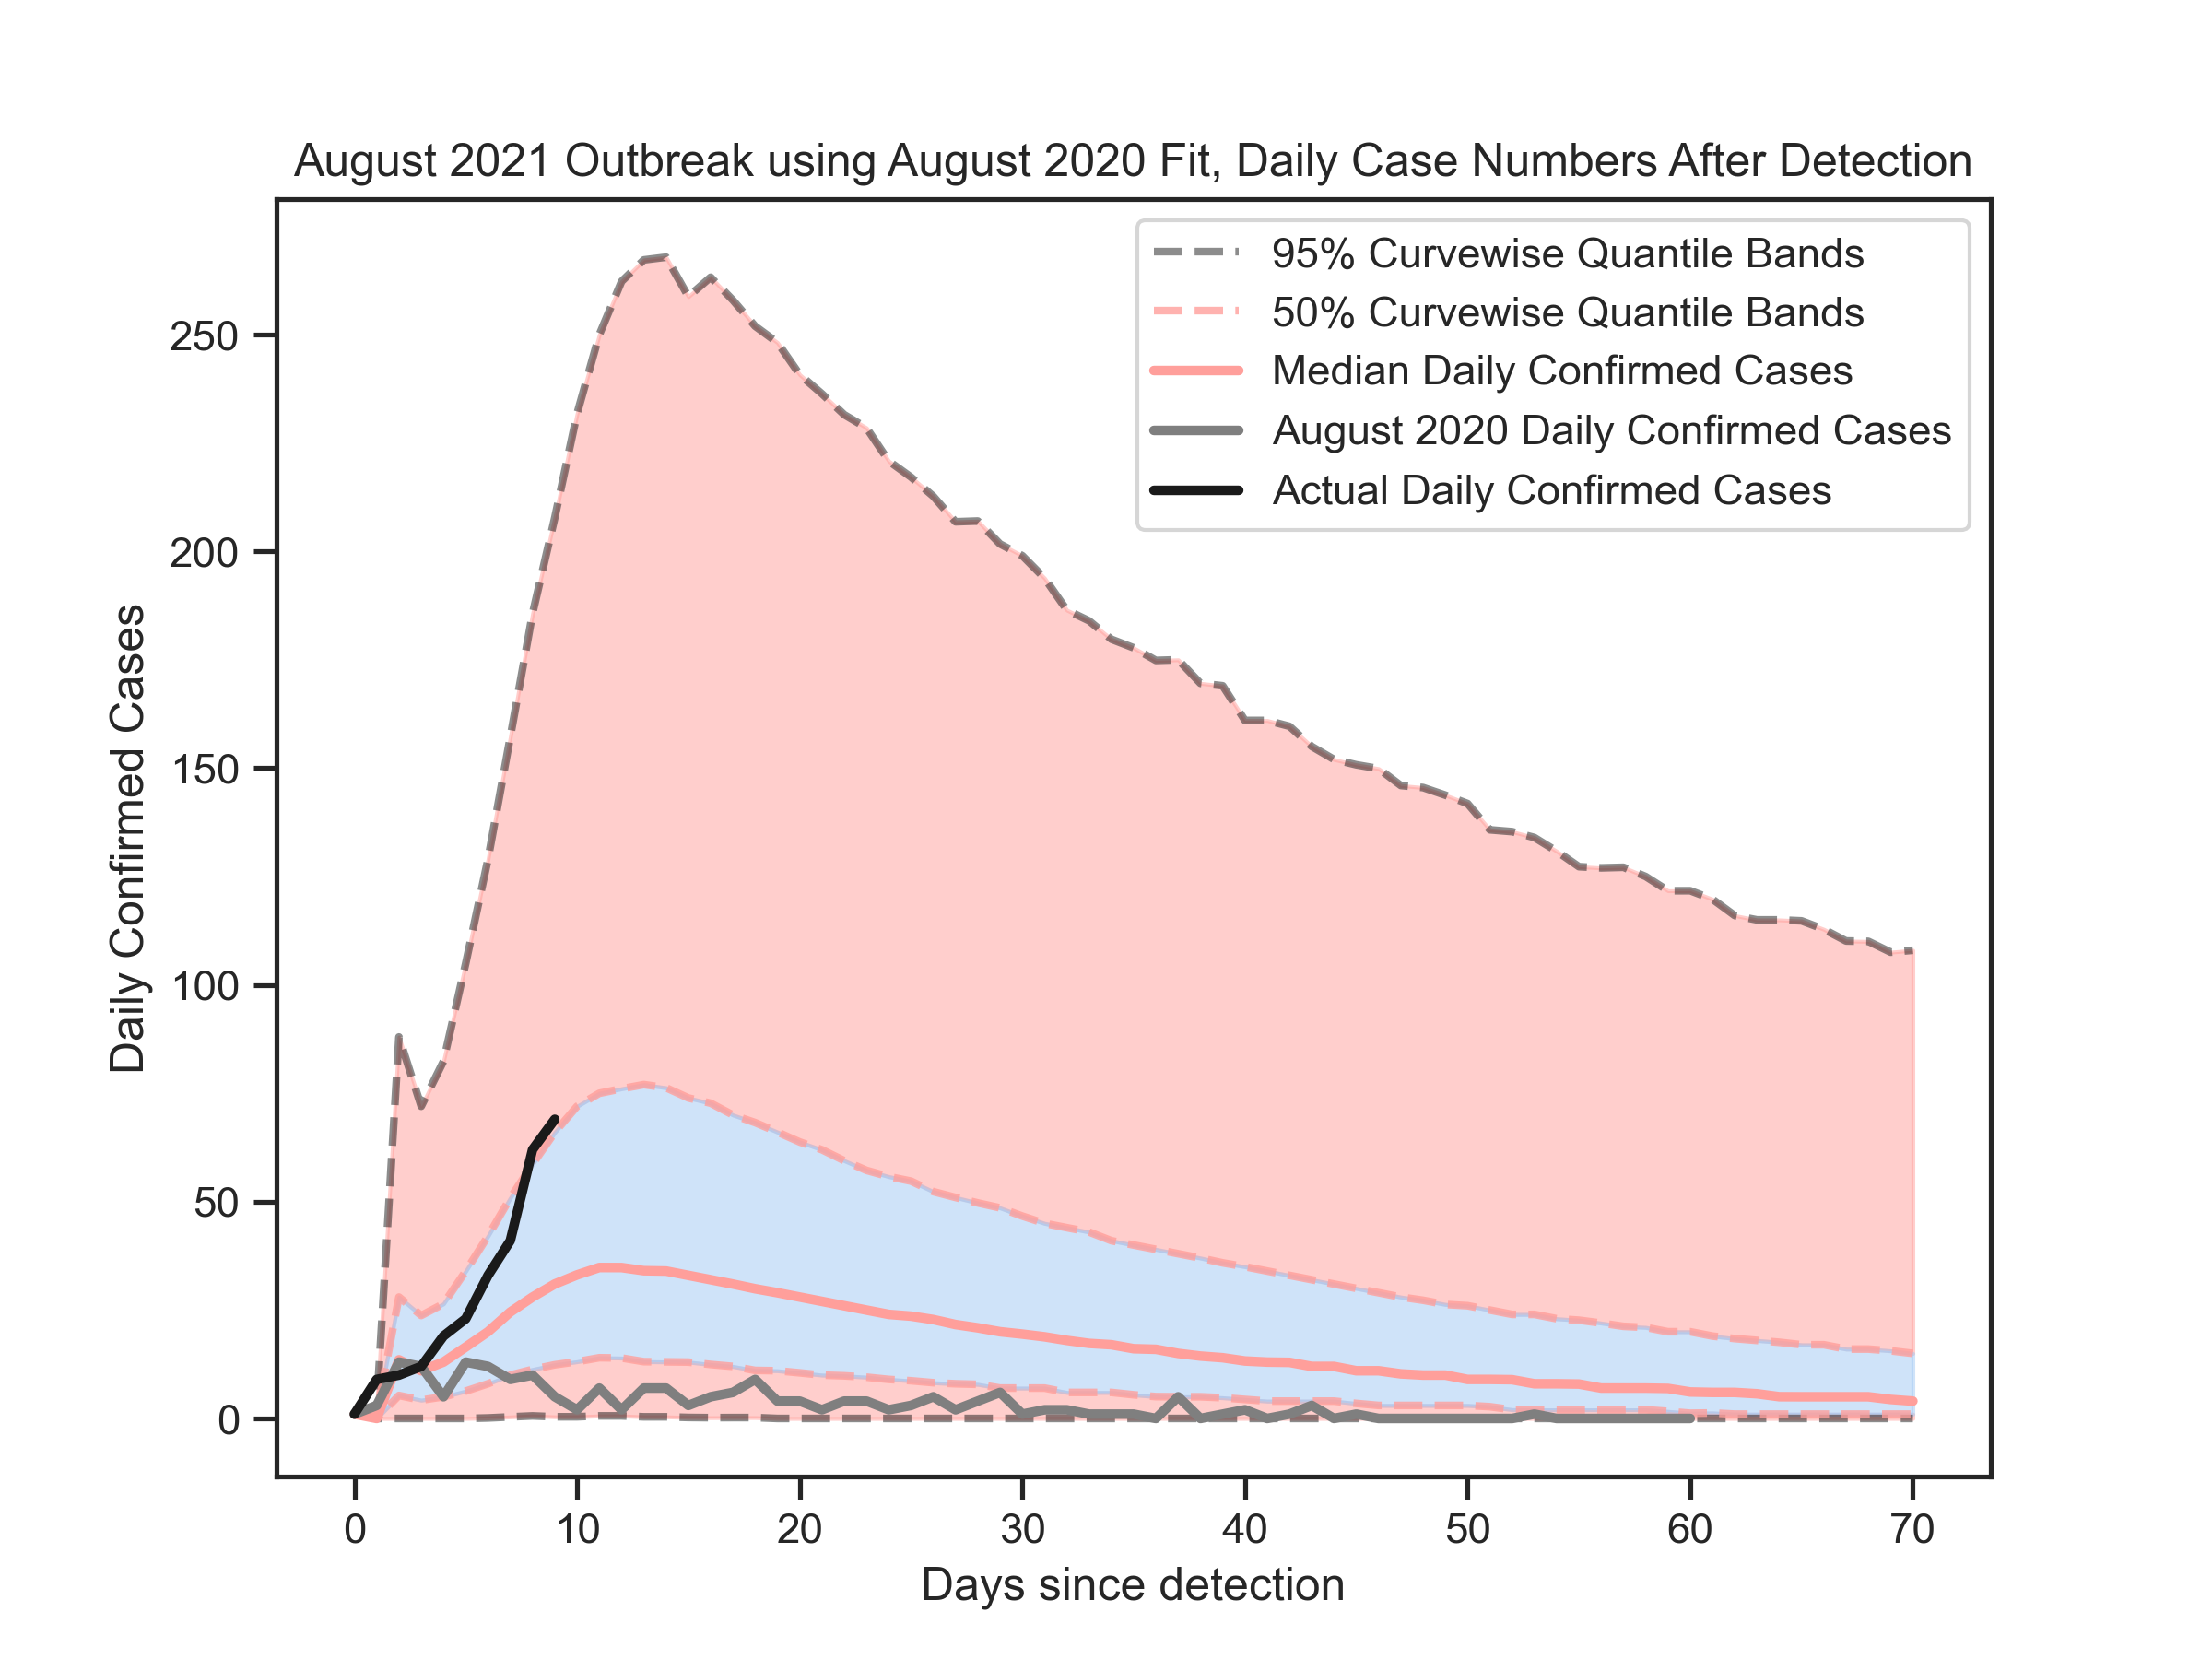 August 2021 Outbreak using August 2020 Fit, Daily Case Numbers After Detection
95% Curvewise Quantile Bands
50% Curvewise Quantile Bands
Median Daily Confirmed Cases
August 2020 Daily Confirmed Cases
Actual Daily Confirmed Cases
Daily Confirmed Cases
250
200
150
100
50
0
0 10 20 30 40 50 60 70
Days since detection